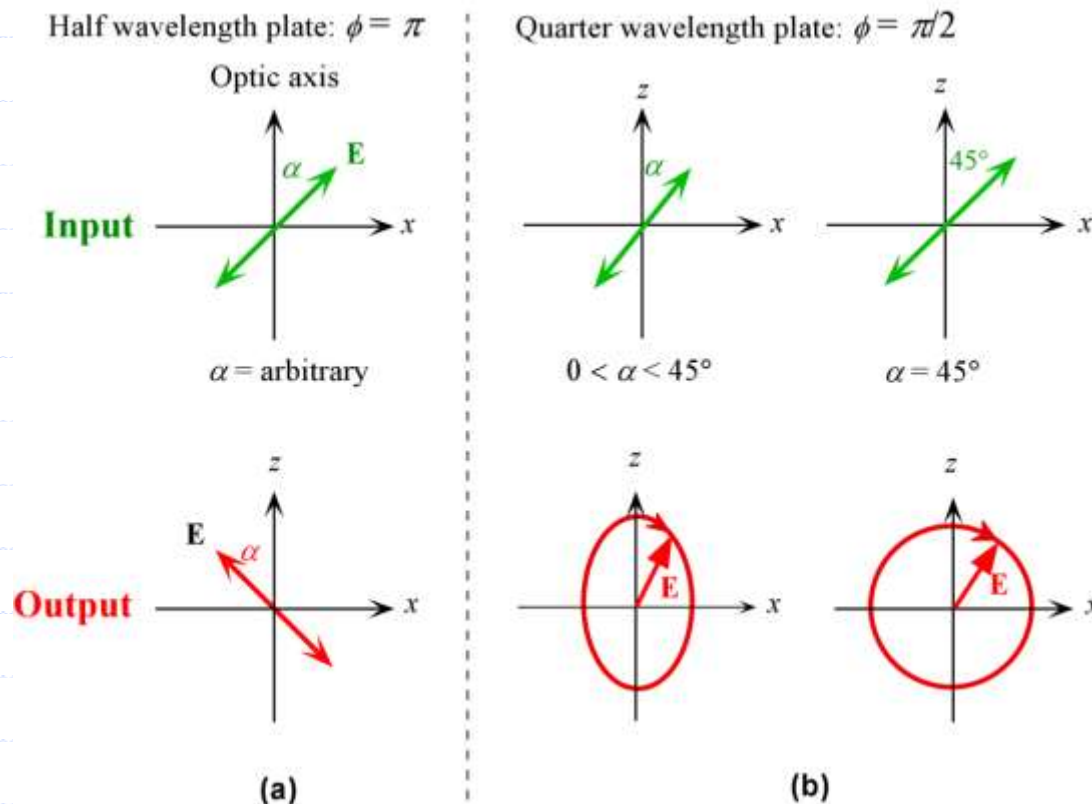 Half wavelength plate: ϕ = π
Quarter wavelength plate: ϕ = π/2
Optic axis
z
z
α
E
α
45°
Input
x
x
x
α = arbitrary
0 < α < 45°
α = 45°
z
z
z
E
α
E
E
Output
x
x
x
(a)
(b)